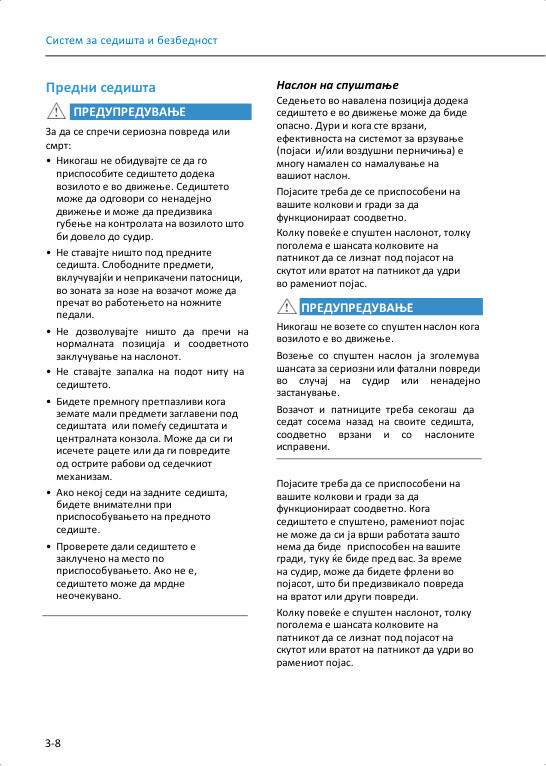 Систем за седишта и безбедност
Предни седишта
ПРЕДУПРЕДУВАЊЕ
За да се спречи сериозна повреда или
смрт:
• Никогаш не обидувајте се да го
приспособите седиштето додека
возилото е во движење. Седиштето
може да одговори со ненадејно
движење и може да предизвика
губење на контролата на возилото што
би довело до судир.
• Не ставајте ништо под предните
седишта. Слободните предмети,
вклучувајќи и неприкачени патосници,
во зоната за нозе на возачот може да
пречат во работењето на ножните
педали.
• Не дозволувајте ништо да пречи на
нормалната позиција и соодветното
заклучување на наслонот.
• Не ставајте запалка на подот ниту на
седиштето.
• Бидете премногу претпазливи кога
земате мали предмети заглавени под
седиштата или помеѓу седиштата и
централната конзола. Може да си ги
исечете рацете или да ги повредите
од острите рабови од седечкиот
механизам.
• Ако некој седи на задните седишта,
бидете внимателни при
приспособувањето на предното
седиште.
• Проверете дали седиштето е
заклучено на место по
приспособувањето. Ако не е,
седиштето може да мрдне
неочекувано.
Наслон на спуштање
Седењето во навалена позиција додека
седиштето е во движење може да биде
опасно. Дури и кога сте врзани,
ефективноста на системот за врзување
(појаси и/или воздушни перничиња) е
многу намален со намалување на
вашиот наслон.
Појасите треба де се приспособени на
вашите колкови и гради за да
функционираат соодветно.
Колку повеќе е спуштен наслонот, толку
поголема е шансата колковите на
патникот да се лизнат под појасот на
скутот или вратот на патникот да удри
во рамениот појас.
ПРЕДУПРЕДУВАЊЕ
Никогаш не возете со спуштен наслон кога
возилото е во движење.
Возење со спуштен наслон ја зголемува
шансата за сериозни или фатални повреди
во случај на судир или ненадејно
застанување.
Возачот и патниците треба секогаш да
седат сосема назад на своите седишта,
соодветно врзани и со наслоните
исправени.
Појасите треба да се приспособени на
вашите колкови и гради за да
функционираат соодветно. Кога
седиштето е спуштено, рамениот појас
не може да си ја врши работата зашто
нема да биде приспособен на вашите
гради, туку ќе биде пред вас. За време
на судир, може да бидете фрлени во
појасот, што би предизвикало повреда
на вратот или други повреди.
Колку повеќе е спуштен наслонот, толку
поголема е шансата колковите на
патникот да се лизнат под појасот на
скутот или вратот на патникот да удри во
рамениот појас.
3-8